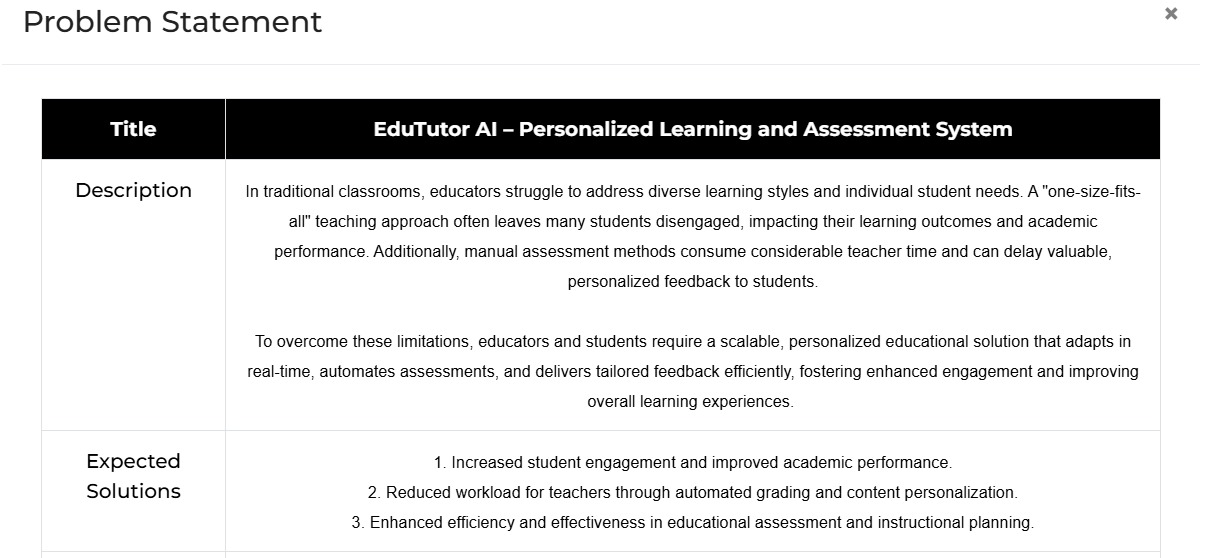 Problem Statement
×
Title
EduTutor AI – Personalized Learning and Assessment System
Description
In traditional classrooms, educators struggle to address diverse learning styles and individual student needs. A "one-size-fits-
all" teaching approach often leaves many students disengaged, impacting their learning outcomes and academic
performance. Additionally, manual assessment methods consume considerable teacher time and can delay valuable,
personalized feedback to students.
To overcome these limitations, educators and students require a scalable, personalized educational solution that adapts in
real-time, automates assessments, and delivers tailored feedback efficiently, fostering enhanced engagement and improving
overall learning experiences.
Expected
Solutions
1. Increased student engagement and improved academic performance.
2. Reduced workload for teachers through automated grading and content personalization.
3. Enhanced efficiency and effectiveness in educational assessment and instructional planning.